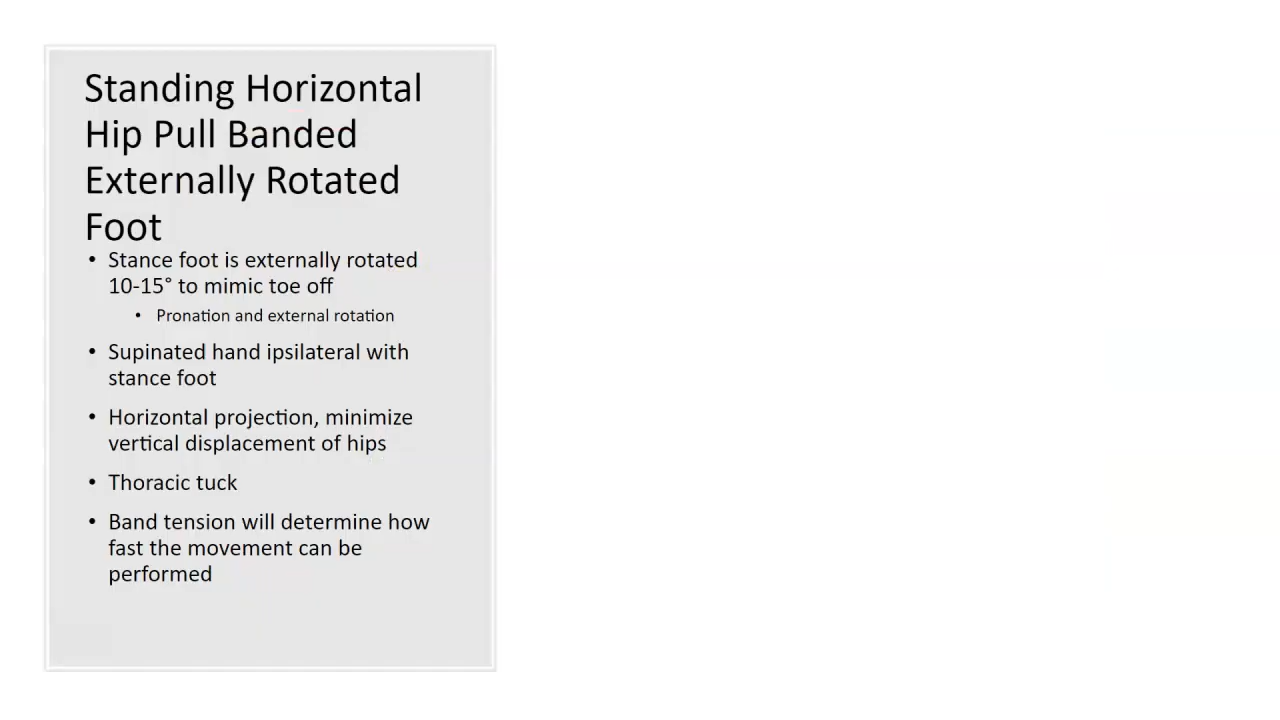 Standing Horizontal
Hip Pull Banded
Externally Rotated
Foot
• Stance foot is externally rotated
10-15° to mimic toe off
• Pronation and external rotation
• Supinated hand ipsilateral with
stance foot
• Horizontal projection, minimize
vertical displacement of hips
• Thoracic tuck
• Band tension will determine how
fast the movement can be
performed